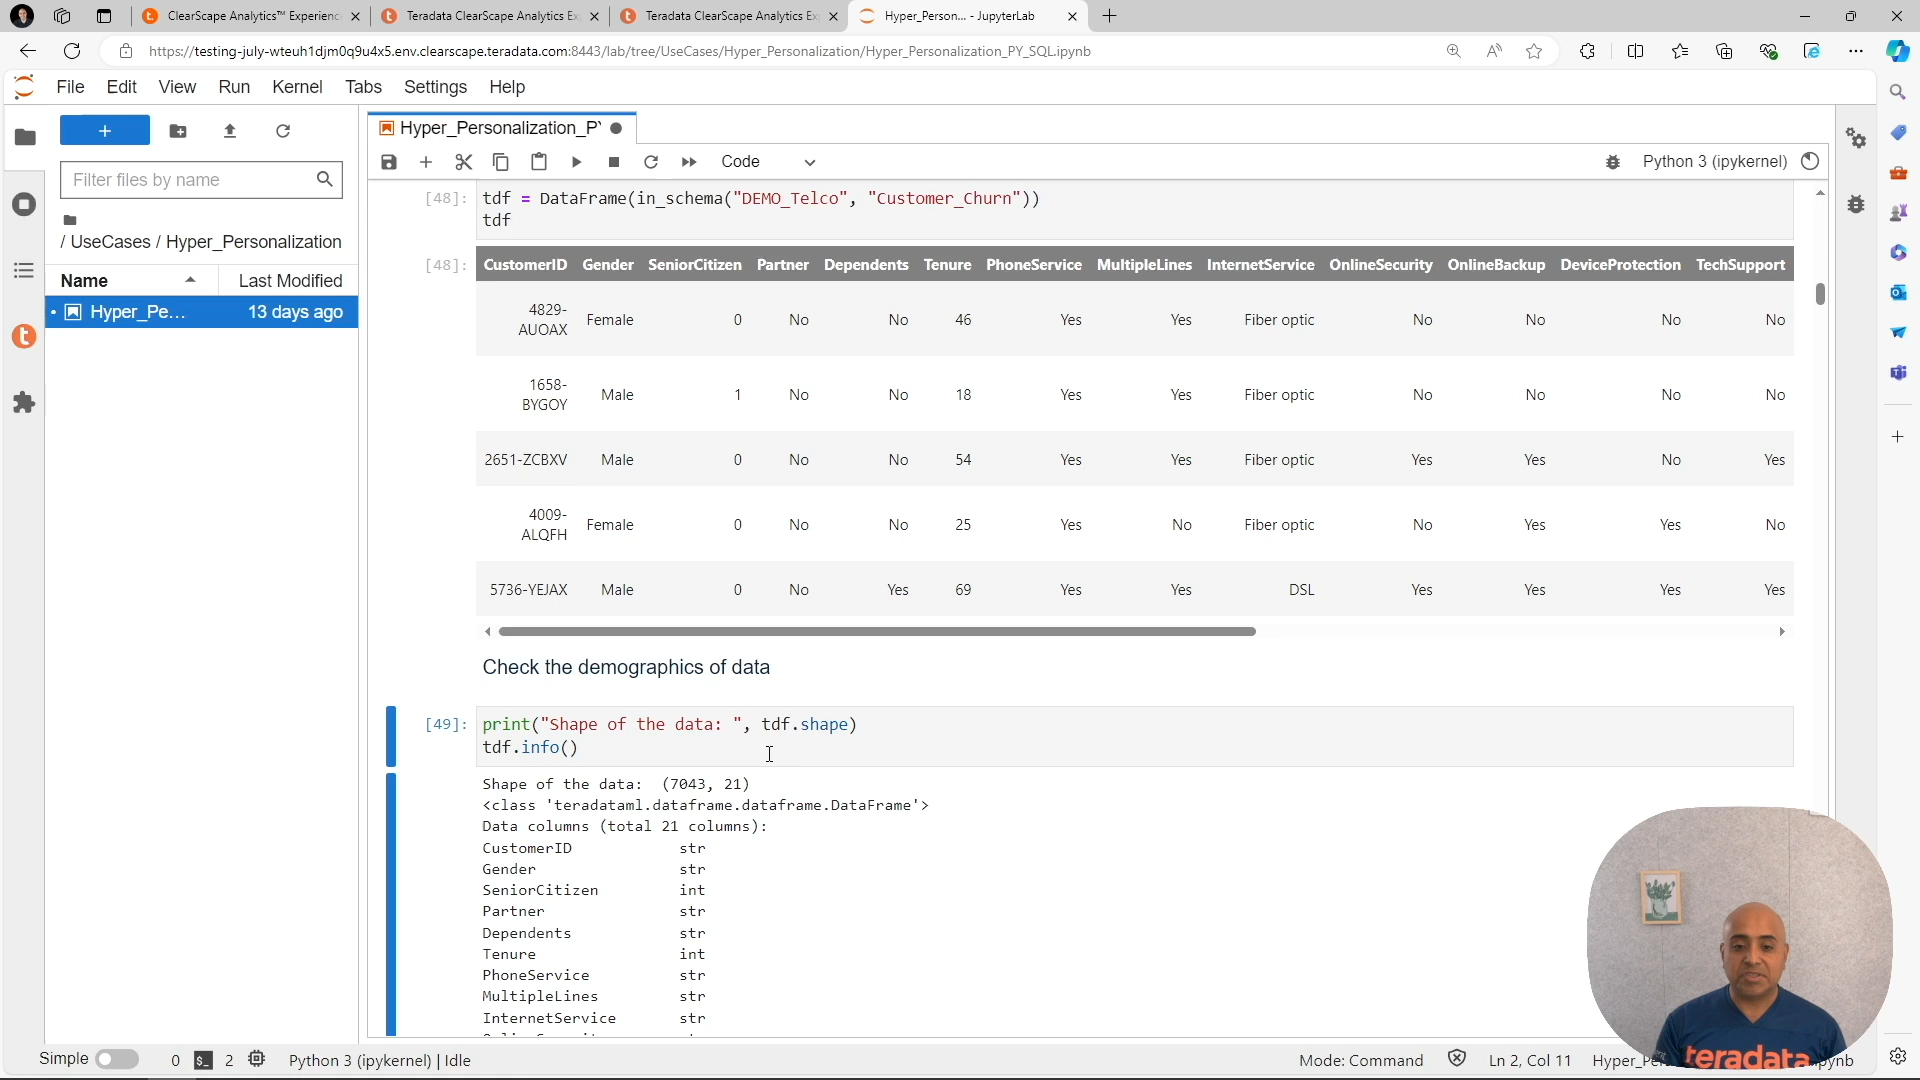 ClearScape Analytics™ Experienc
Teradata ClearScape Analytics Ex
Teradata ClearScape Analytics Ex
Hyper_Person... - JupyterLab
https://testing-july-wteuh1djm0q9u4x5.env.clearscape.teradata.com:8443/lab/tree/UseCases/Hyper_Personalization/Hyper_Personalization_PY_SQL.ipynb
File Edit View Run Kernel Tabs Settings Help
Filter files by name
/ UseCases / Hyper_Personalization
Name Last Modified
Hyper_Pe... 13 days ago
Hyper_Personalization_P
Code
Python 3 (ipykernel)
[48]: tdf = DataFrame(in_schema("DEMO_Telco", "Customer_Churn"))
tdf
[48]: CustomerID Gender SeniorCitizen Partner Dependents Tenure PhoneService MultipleLines InternetService OnlineSecurity OnlineBackup DeviceProtection TechSupport
4829-
AUOAX Female 0 No No 46 Yes Yes Fiber optic No No No No
1658-
BYGOY Male 1 No No 18 Yes Yes Fiber optic No No No No
2651-ZCBXV Male 0 No No 54 Yes Yes Fiber optic Yes Yes No Yes
4009-
ALQFH Female 0 No No 25 Yes No Fiber optic No Yes Yes No
5736-YEJAX Male 0 No Yes 69 Yes Yes DSL Yes Yes Yes Yes
Check the demographics of data
[49]: print("Shape of the data: ", tdf.shape)
tdf.info()
Shape of the data:  (7043, 21)
<class 'teradataml.dataframe.dataframe.DataFrame'>
Data columns (total 21 columns):
CustomerID str
Gender str
SeniorCitizen int
Partner str
Dependents str
Tenure int
PhoneService str
MultipleLines str
InternetService str
teradata.
Simple 0 2 Python 3 (ipykernel) | Idle
Mode: Command Ln 2, Col 11 Hyper_Pe ipynb